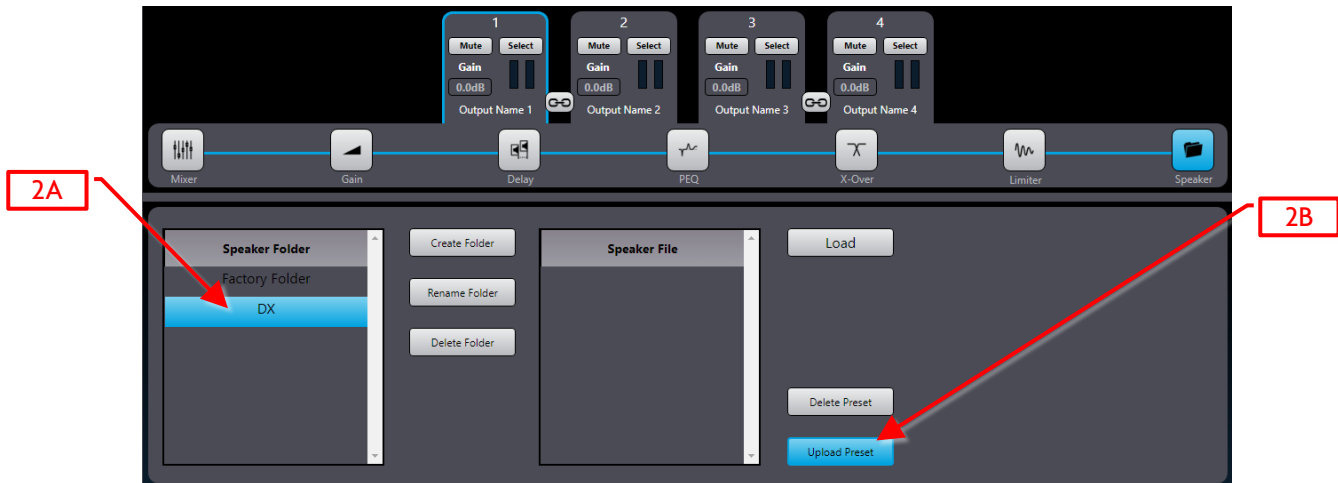 1 2 3 4
Mute Select Mute Select Mute Select Mute Select
Gain Gain Gain Gain
0.0dB 0.0dB 0.0dB 0.0dB
Output Name 1 Output Name 2 Output Name 3 Output Name 4
Mixer Gain Delay PEQ X-Over Limiter Speaker
2A
2B
Speaker Folder
Factory Folder
DX
Create Folder
Rename Folder
Delete Folder
Speaker File
Load
Delete Preset
Upload Preset